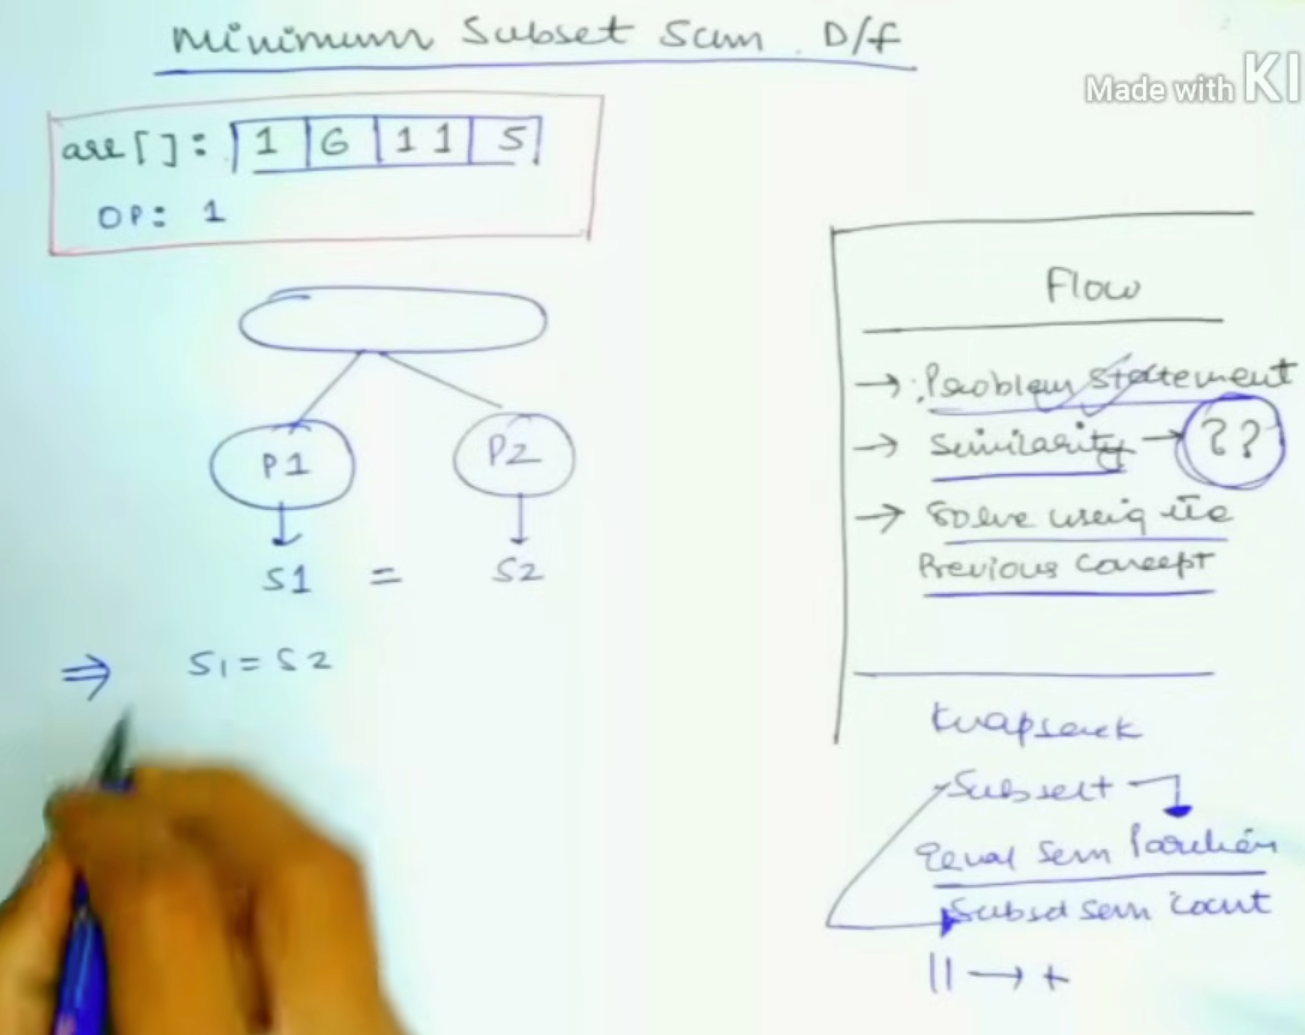 Minimum Subset Sum D/f
Made with KI
arr[]: 1 6 11 5
OP: 1
Flow
→ Problem Statement
→ Similarity → ??
→ Solve using the
Previous Concept
P1 P2
S1 = S2
⇒ S1 = S2
Knapsack
Subset
Equal Sum Partition
Subset Sum Count
|| → +